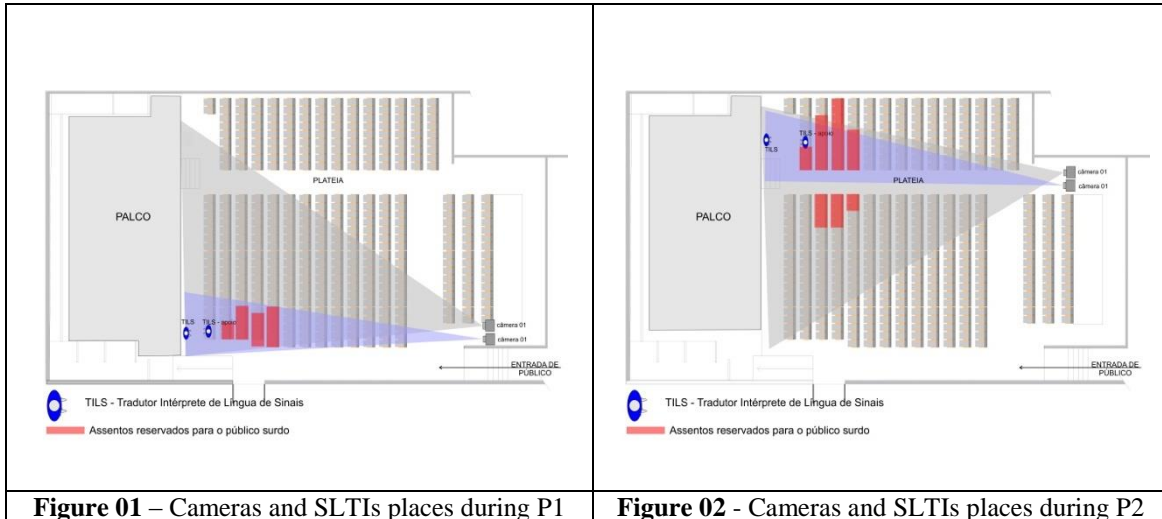 PLATEIA
PALCO
TILS
TILS - apoio
câmera 01
câmera 01
ENTRADA DE
PÚBLICO
TILS - Tradutor Intérprete de Língua de Sinais
Assentos reservados para o público surdo
Figure 01 – Cameras and SLTIs places during P1
TILS - apoio
TILS
câmera 01
PLATEIA
câmera 01
PALCO
ENTRADA DE
PÚBLICO
TILS - Tradutor Intérprete de Língua de Sinais
Assentos reservados para o público surdo
Figure 02 - Cameras and SLTIs places during P2